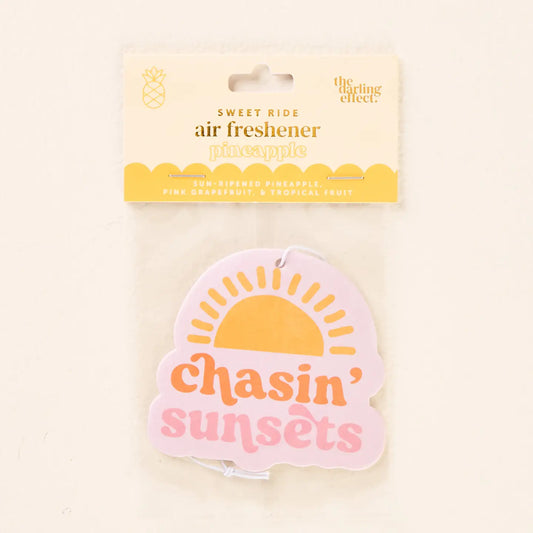 the
darling
effect.
SWEET RIDE
air freshener
pineapple
SUN-RIPENED PINEAPPLE,
PINK GRAPEFRUIT, & TROPICAL FRUIT
chasin'
sunsets